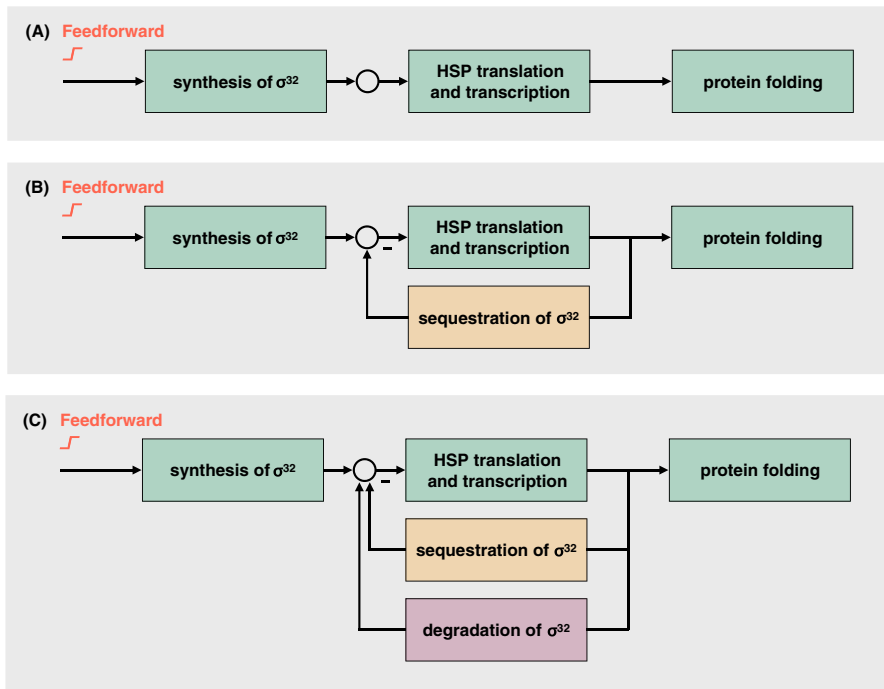 (A) Feedforward
synthesis of σ³²
HSP translation
and transcription
protein folding
(B) Feedforward
synthesis of σ³²
HSP translation
and transcription
protein folding
–
sequestration of σ³²
(C) Feedforward
synthesis of σ³²
HSP translation
and transcription
protein folding
–
sequestration of σ³²
degradation of σ³²